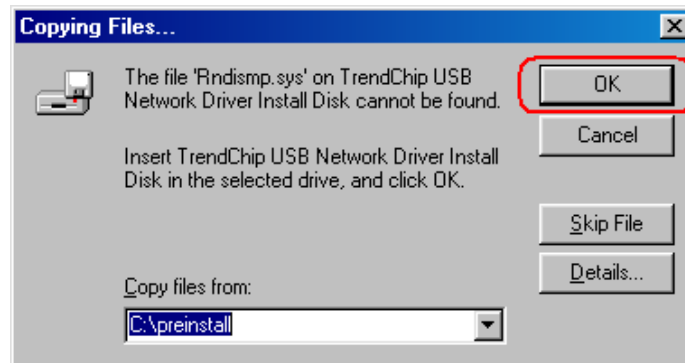 Copying Files...
The file 'Rndismp.sys' on TrendChip USB
Network Driver Install Disk cannot be found.
Insert TrendChip USB Network Driver Install
Disk in the selected drive, and click OK.
Copy files from:
C:\preinstall
OK
Cancel
Skip File
Details...